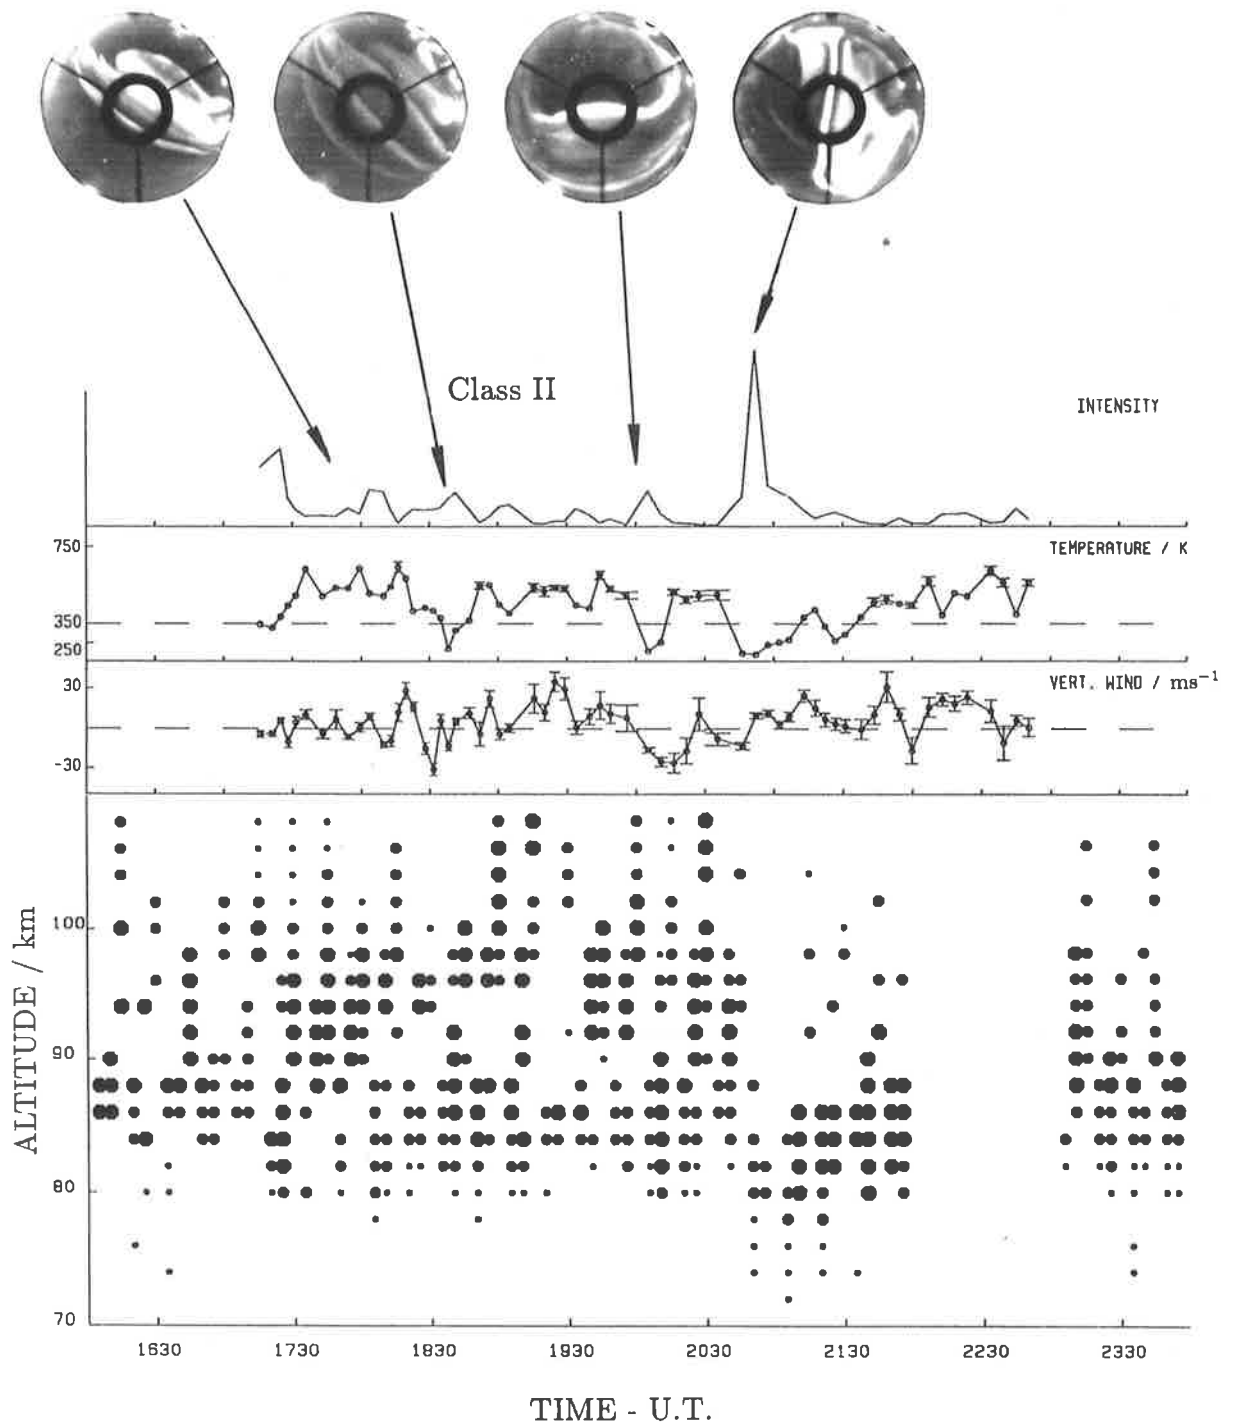 Class II
INTENSITY
750
TEMPERATURE / K
350
250
30
VERT. WIND / ms⁻¹
-30
ALTITUDE / km
100
90
80
70
1630 1730 1830 1930 2030 2130 2230 2330
TIME - U.T.